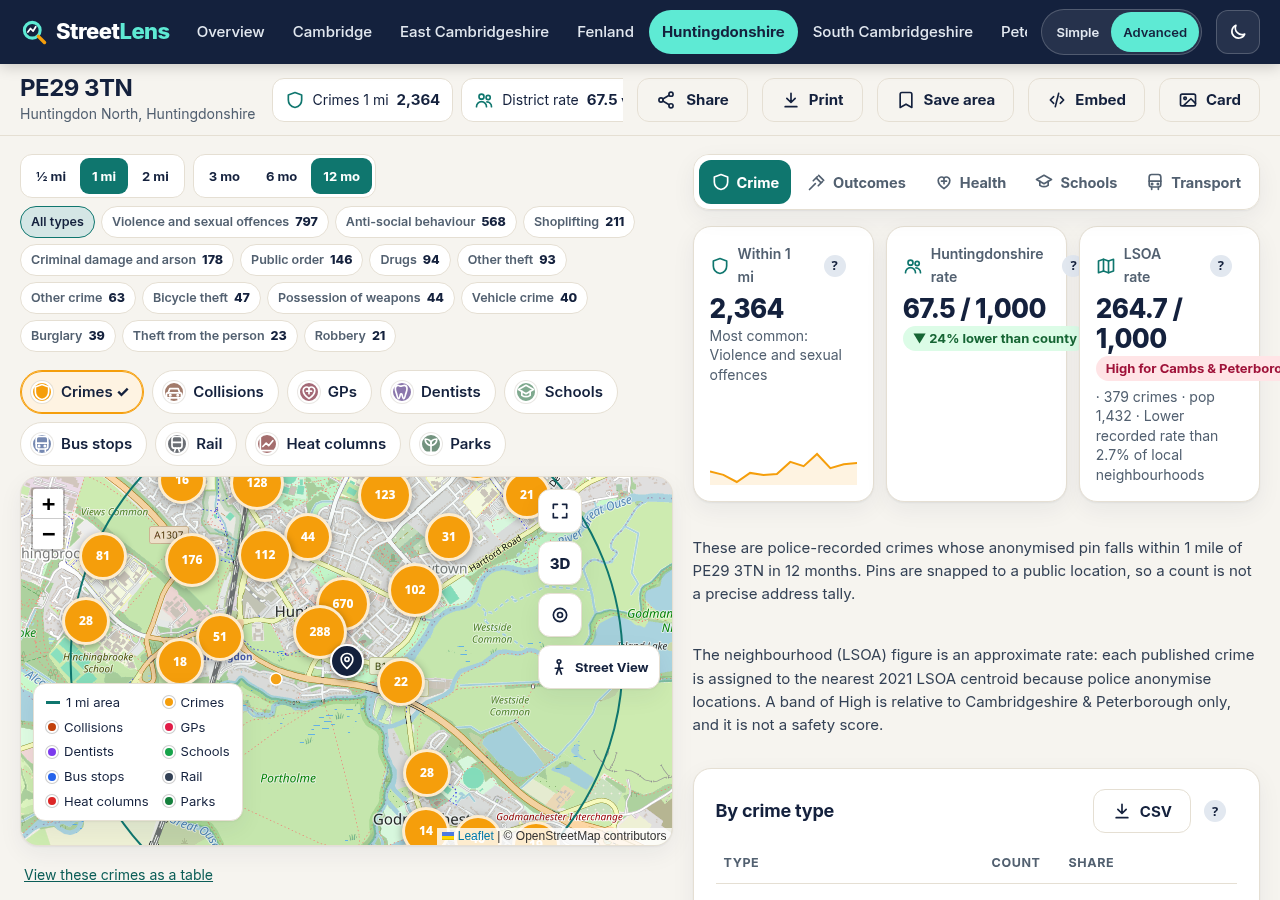 StreetLens
Overview
Cambridge
East Cambridgeshire
Fenland
Huntingdonshire
South Cambridgeshire
Simple
Advanced
PE29 3TN
Huntingdon North, Huntingdonshire
Crimes 1 mi 2,364
District rate 67.5
Share
Print
Save area
Embed
Card
½ mi
1 mi
2 mi
3 mo
6 mo
12 mo
All types
Violence and sexual offences 797
Anti-social behaviour 568
Shoplifting 211
Criminal damage and arson 178
Public order 146
Drugs 94
Other theft 93
Other crime 63
Bicycle theft 47
Possession of weapons 44
Vehicle crime 40
Burglary 39
Theft from the person 23
Robbery 21
Crimes ✓
Collisions
GPs
Dentists
Schools
Bus stops
Rail
Heat columns
Parks
+
−
16
128
123
21
Views Common
A1307
44
31
Hartford Road
81
176
112
670
102
28
51
288
Westside
Common
18
Hinchingbrooke
School
22
3D
Street View
1 mi area
Crimes
Collisions
GPs
Dentists
Schools
Bus stops
Rail
Heat columns
Parks
Westside
Common
Portholme
28
14
Godmanchester Interchange
Leaflet | © OpenStreetMap contributors
View these crimes as a table
Crime
Outcomes
Health
Schools
Transport
Within 1
mi
?
2,364
Most common:
Violence and sexual
offences
Huntingdonshire
rate
?
67.5 / 1,000
▼ 24% lower than county
LSOA
rate
?
264.7 /
1,000
High for Cambs & Peterboro
· 379 crimes · pop
1,432 · Lower
recorded rate than
2.7% of local
neighbourhoods
These are police-recorded crimes whose anonymised pin falls within 1 mile of
PE29 3TN in 12 months. Pins are snapped to a public location, so a count is not
a precise address tally.
The neighbourhood (LSOA) figure is an approximate rate: each published crime
is assigned to the nearest 2021 LSOA centroid because police anonymise
locations. A band of High is relative to Cambridgeshire & Peterborough only,
and it is not a safety score.
By crime type
CSV
?
TYPE
COUNT
SHARE